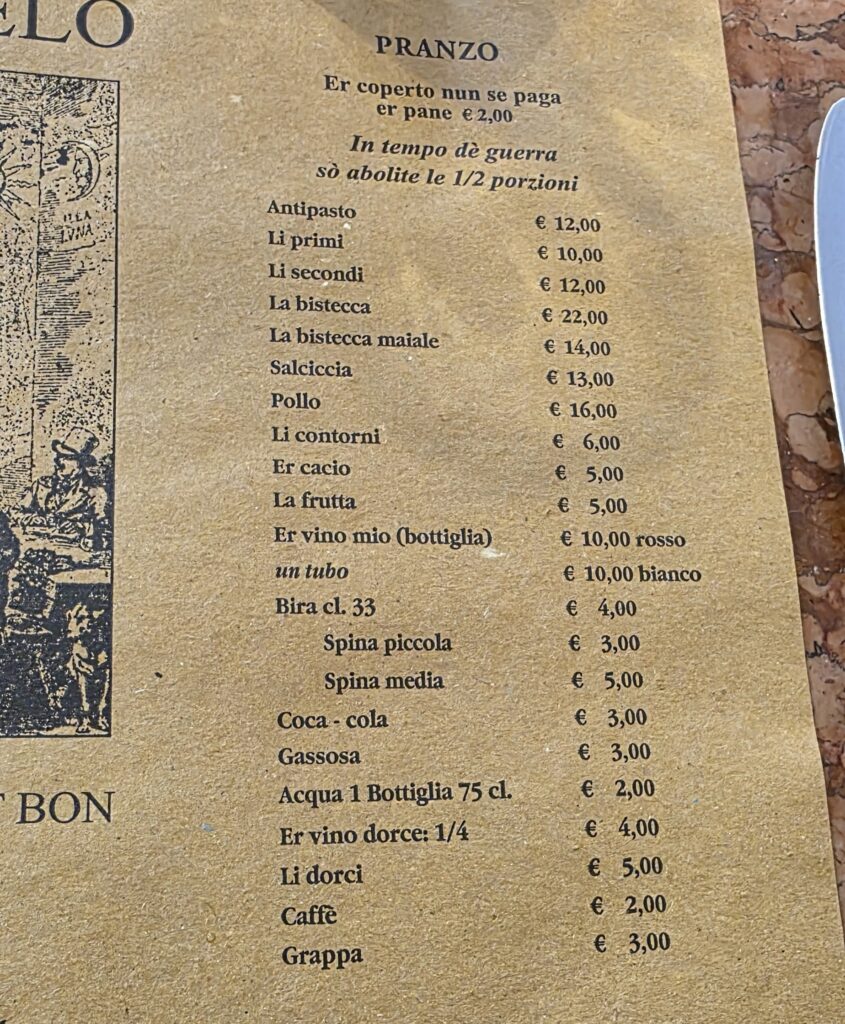 ELO
PRANZO
Er coperto nun se paga
er pane € 2,00
In tempo dè guerra
sò abolite le 1/2 porzioni
Antipasto € 12,00
Li primi € 10,00
Li secondi € 12,00
La bistecca € 22,00
La bistecca maiale € 14,00
Salciccia € 13,00
Pollo € 16,00
Li contorni € 6,00
Er cacio € 5,00
La frutta € 5,00
Er vino mio (bottiglia) € 10,00 rosso
un tubo € 10,00 bianco
Bira cl. 33 € 4,00
Spina piccola € 3,00
Spina media € 5,00
Coca - cola € 3,00
Gassosa € 3,00
Acqua 1 Bottiglia 75 cl. € 2,00
Er vino dorce: 1/4 € 4,00
Li dorci € 5,00
Caffè € 2,00
Grappa € 3,00
LUNA
BON